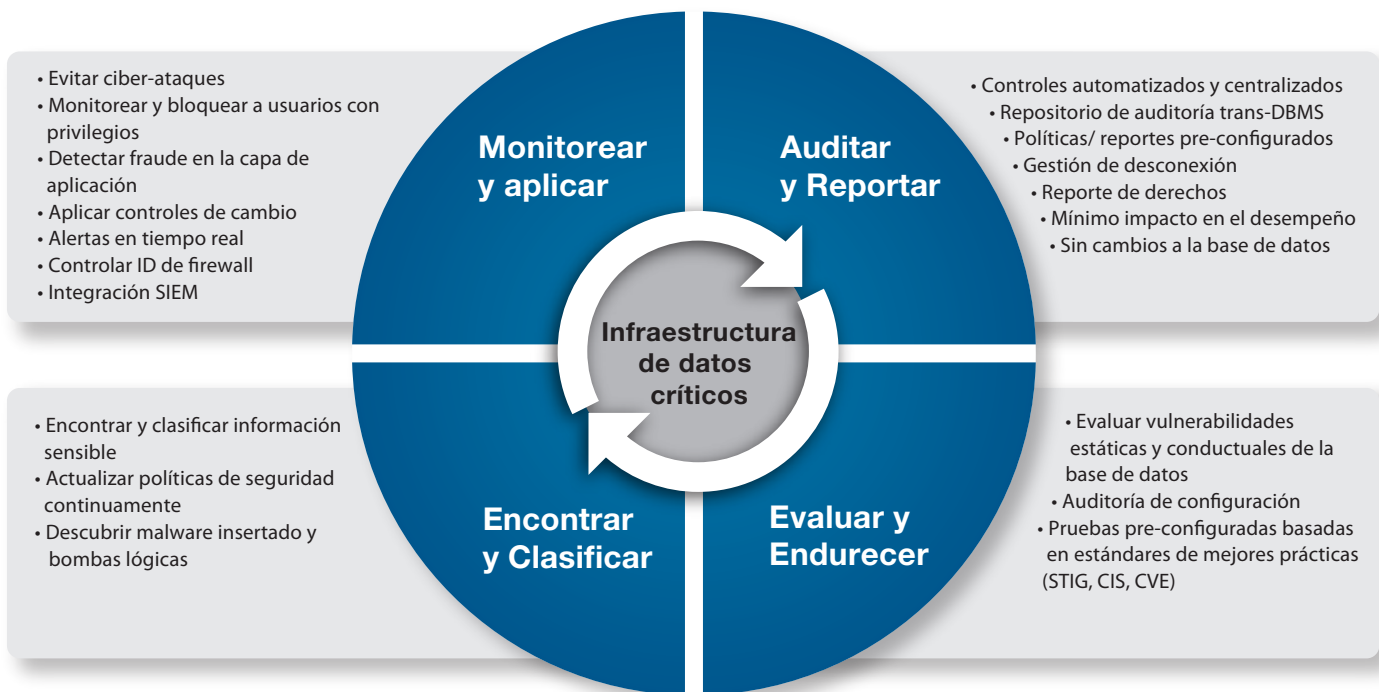 • Evitar ciber-ataques
• Monitorear y bloquear a usuarios con
privilegios
• Detectar fraude en la capa de
aplicación
• Aplicar controles de cambio
• Alertas en tiempo real
• Controlar ID de firewall
• Integración SIEM
Monitorear
y aplicar
Auditar
y Reportar
• Controles automatizados y centralizados
• Repositorio de auditoría trans-DBMS
• Políticas/ reportes pre-configurados
• Gestión de desconexión
• Reporte de derechos
• Mínimo impacto en el desempeño
• Sin cambios a la base de datos
Infraestructura
de datos
críticos
• Encontrar y clasificar información
sensible
• Actualizar políticas de seguridad
continuamente
• Descubrir malware insertado y
bombas lógicas
Encontrar
y Clasificar
Evaluar y
Endurecer
• Evaluar vulnerabilidades
estáticas y conductuales de la
base de datos
• Auditoría de configuración
• Pruebas pre-configuradas basadas
en estándares de mejores prácticas
(STIG, CIS, CVE)